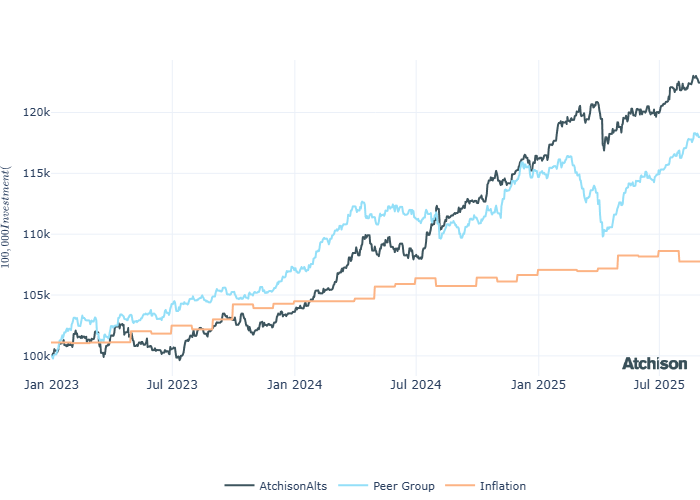 120k
115k
110k
105k
100k
100,000Investment(
Jan 2023
Jul 2023
Jan 2024
Jul 2024
Jan 2025
Jul 2025
Atchison
AtchisonAlts
Peer Group
Inflation